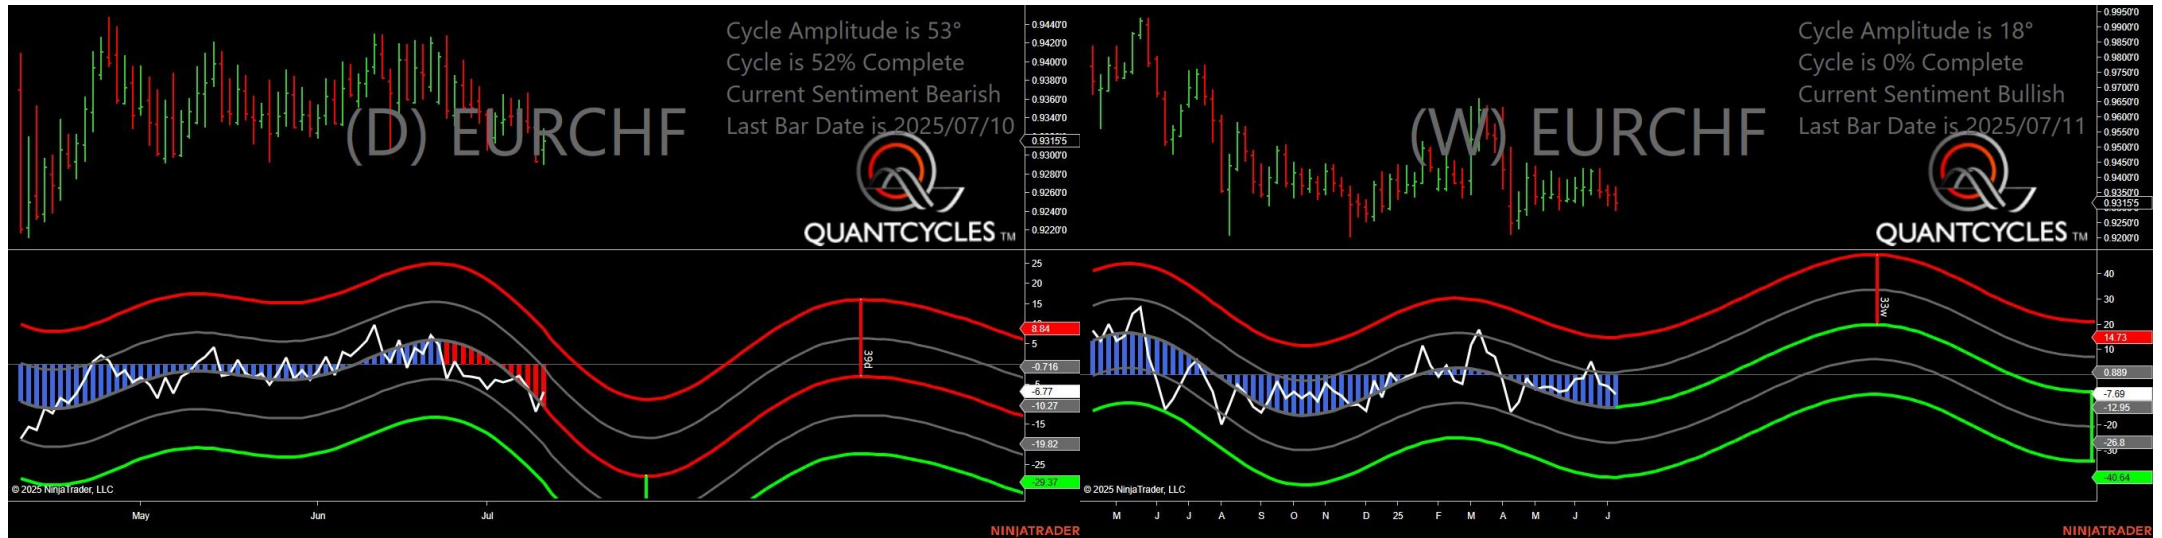 Cycle Amplitude is 53°
Cycle is 52% Complete
Current Sentiment Bearish
Last Bar Date is 2025/07/10
(D) EURCHF
QUANTCYCLES TM
0.9440'0
0.9420'0
0.9400'0
0.9380'0
0.9360'0
0.9340'0
0.9315'5
0.9300'0
0.9280'0
0.9260'0
0.9240'0
0.9220'0
25
20
15
8.84
5
-0.716
-6.77
-10.27
-15
-19.82
-25
-29.37
39d
© 2025 NinjaTrader, LLC
May Jun Jul
NINJATRADER
Cycle Amplitude is 18°
Cycle is 0% Complete
Current Sentiment Bullish
Last Bar Date is 2025/07/11
(W) EURCHF
QUANTCYCLES TM
0.9950'0
0.9900'0
0.9850'0
0.9800'0
0.9750'0
0.9700'0
0.9650'0
0.9600'0
0.9550'0
0.9500'0
0.9450'0
0.9400'0
0.9350'0
0.9315'5
0.9250'0
0.9200'0
40
30
20
14.73
10
0.889
-7.69
-12.95
-20
-26.8
-30
-40.64
33w
© 2025 NinjaTrader, LLC
M J J A S O N D 25 F M A M J J
NINJATRADER